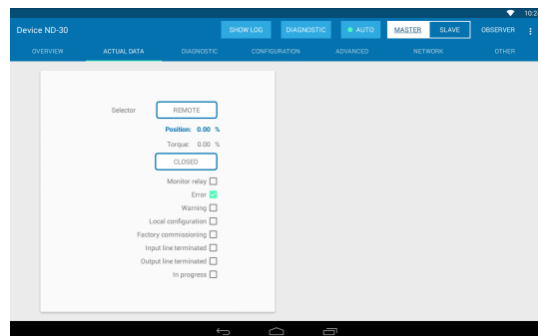 10:2
Device ND-30
SHOW LOG
DIAGNOSTIC
AUTO
MASTER
SLAVE
OBSERVER
OVERVIEW
ACTUAL DATA
DIAGNOSTIC
CONFIGURATION
ADVANCED
NETWORK
OTHER
Selector REMOTE
Position: 0.00 %
Torque: 0.00 %
CLOSED
Monitor relay
Error
Warning
Local configuration
Factory commissioning
Input line terminated
Output line terminated
In progress